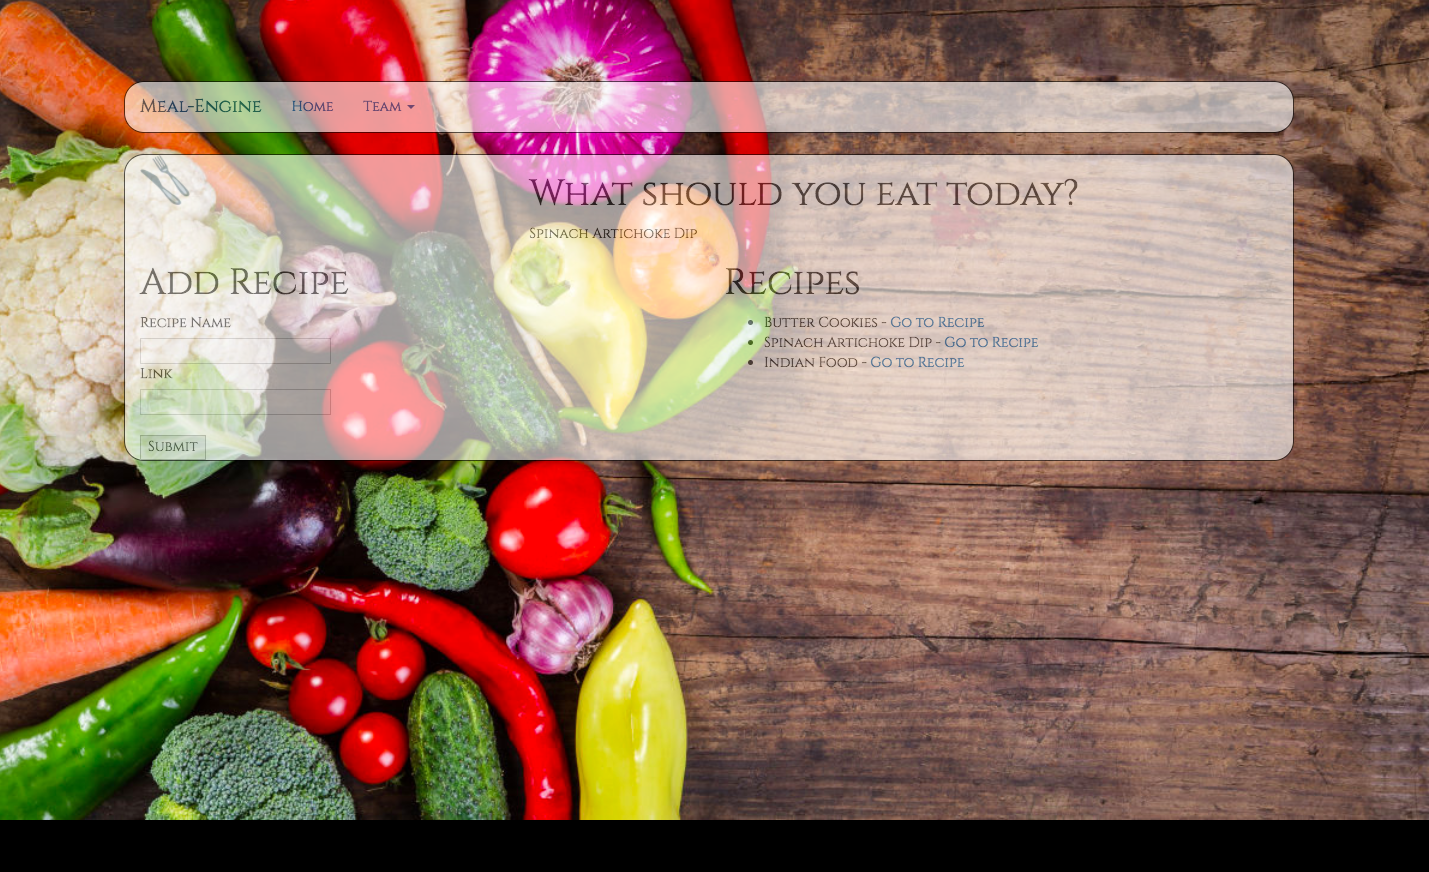 Meal-Engine Home Team
What should you eat today?
Spinach Artichoke Dip
Add Recipe
Recipe Name
Link
Submit
Recipes
Butter Cookies - Go to Recipe
Spinach Artichoke Dip - Go to Recipe
Indian Food - Go to Recipe